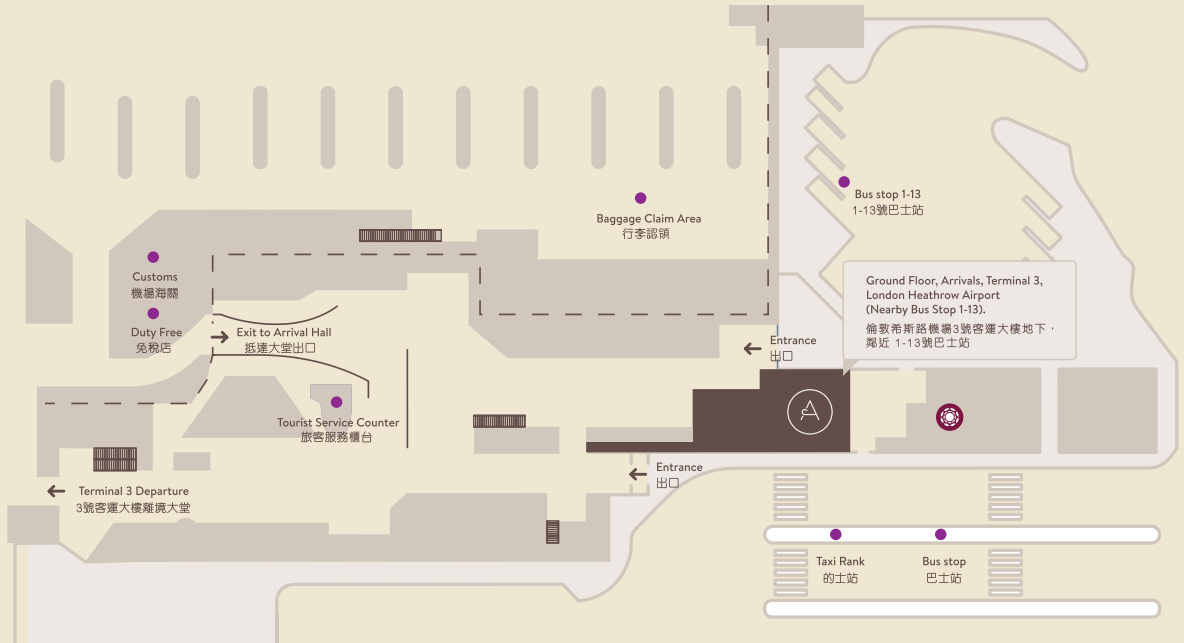 Bus stop 1-13
1-13號巴士站
Baggage Claim Area
行李認領
Customs
機場海關
Duty Free
免稅店
Exit to Arrival Hall
抵達大堂出口
Ground Floor, Arrivals, Terminal 3,
London Heathrow Airport
(Nearby Bus Stop 1-13).
倫敦希斯路機場3號客運大樓地下，
鄰近 1-13號巴士站
Entrance
出口
Tourist Service Counter
旅客服務櫃台
Entrance
出口
Terminal 3 Departure
3號客運大樓離境大堂
Taxi Rank
的士站
Bus stop
巴士站